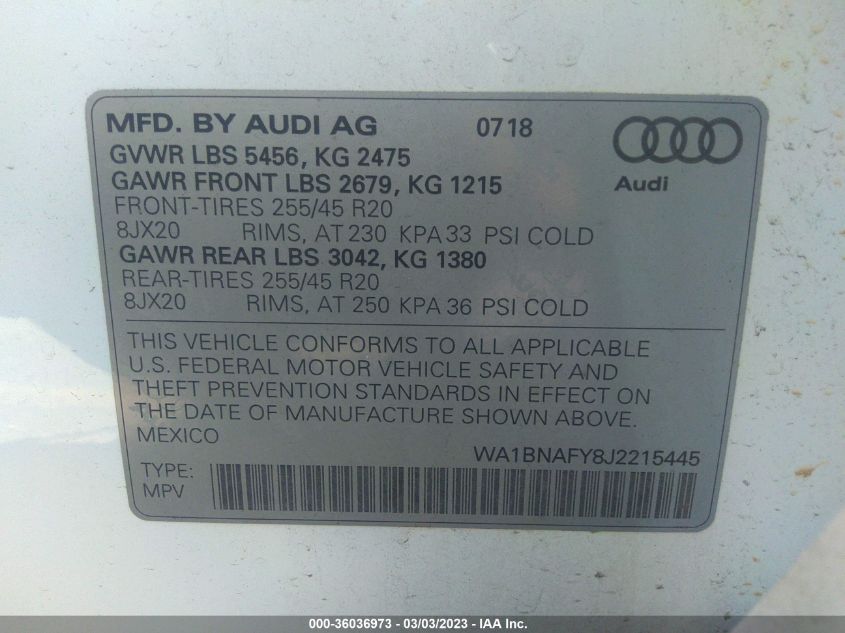 MFD. BY AUDI AG 0718
GVWR LBS 5456, KG 2475
GAWR FRONT LBS 2679, KG 1215
Audi
FRONT-TIRES 255/45 R20
8JX20 RIMS, AT 230 KPA 33 PSI COLD
GAWR REAR LBS 3042, KG 1380
REAR-TIRES 255/45 R20
8JX20 RIMS, AT 250 KPA 36 PSI COLD
THIS VEHICLE CONFORMS TO ALL APPLICABLE
U.S. FEDERAL MOTOR VEHICLE SAFETY AND
THEFT PREVENTION STANDARDS IN EFFECT ON
THE DATE OF MANUFACTURE SHOWN ABOVE.
MEXICO
WA1BNAFY8J2215445
TYPE:
MPV
000-36036973 - 03/03/2023 - IAA Inc.